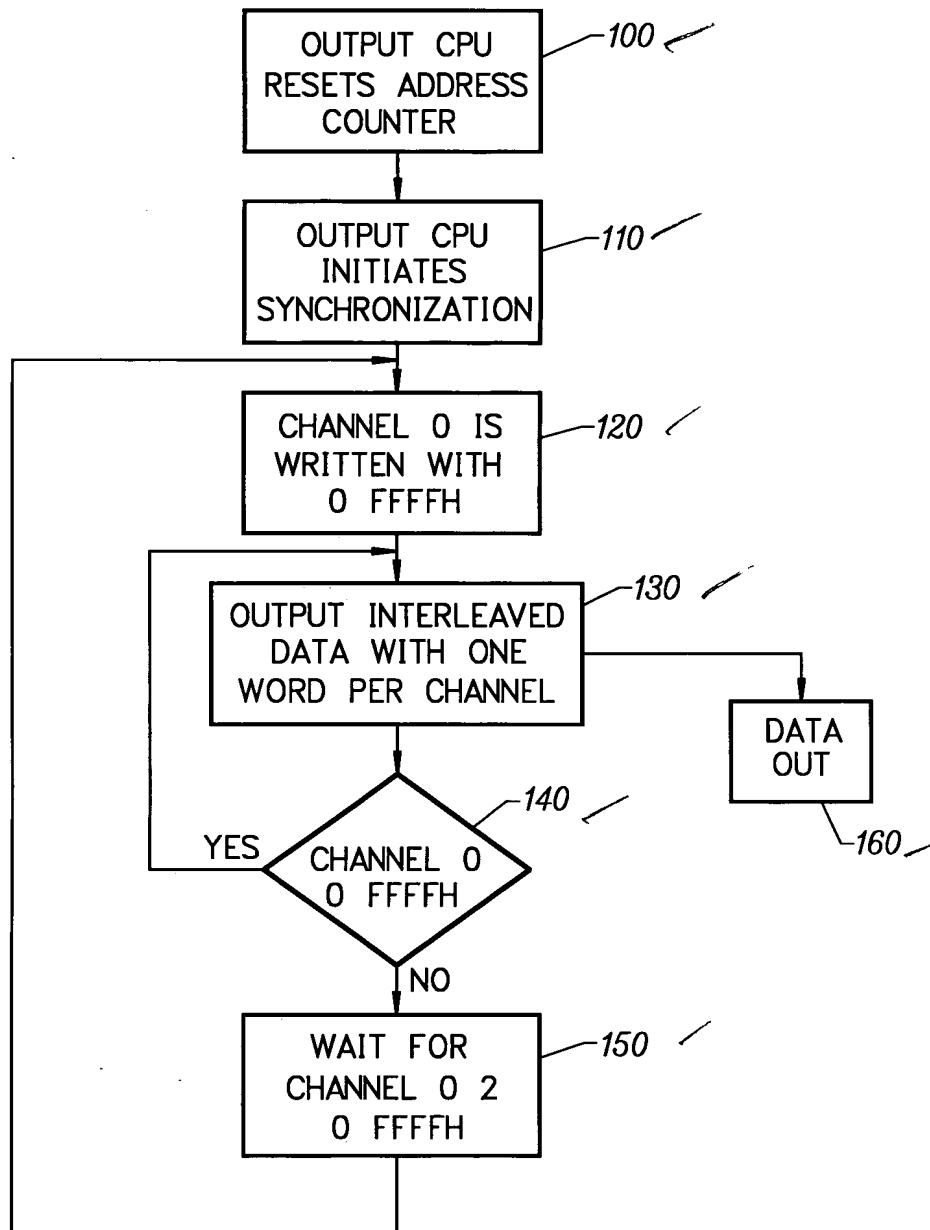 OUTPUT CPU
RESETS ADDRESS
COUNTER
100
OUTPUT CPU
INITIATES
SYNCHRONIZATION
110
CHANNEL 0 IS
WRITTEN WITH
0 FFFFH
120
OUTPUT INTERLEAVED
DATA WITH ONE
WORD PER CHANNEL
130
DATA
OUT
160
CHANNEL 0
0 FFFFH
140
YES
NO
WAIT FOR
CHANNEL 0 2
0 FFFFH
150